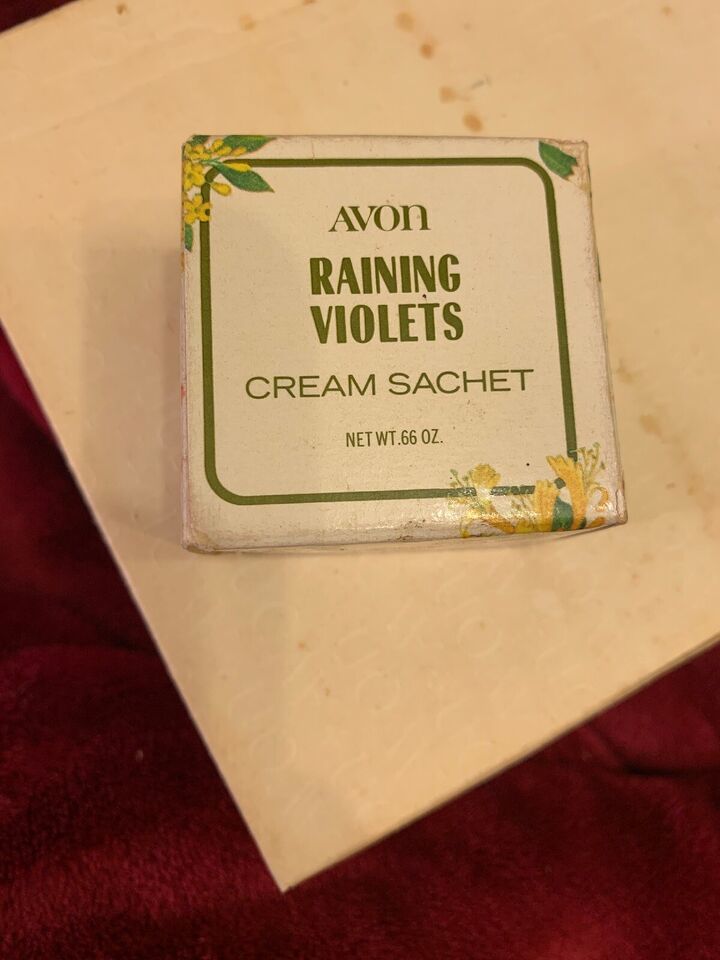 AVON
RAINING
VIOLETS
CREAM SACHET
NET WT .66 OZ.